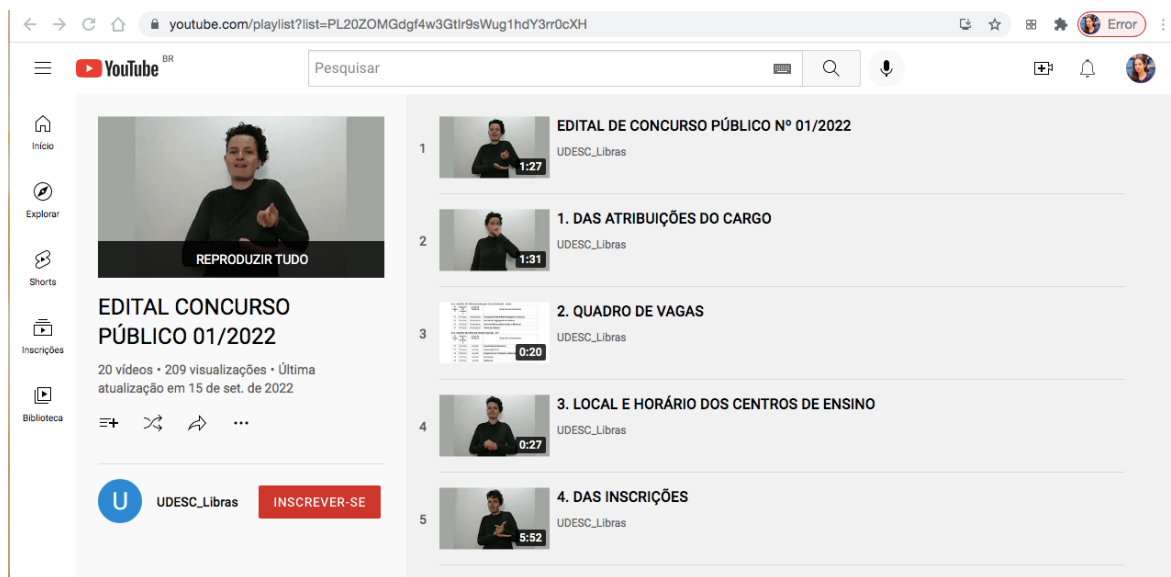 youtube.com/playlist?list=PL20ZOMGdgf4w3Gtlr9sWug1hdY3rr0cXH
Error
YouTube BR
Pesquisar
Início
Explorar
Shorts
Inscrições
Biblioteca
REPRODUZIR TUDO
EDITAL CONCURSO
PÚBLICO 01/2022
20 vídeos • 209 visualizações • Última
atualização em 15 de set. de 2022
U
UDESC_Libras
INSCREVER-SE
1
1:27
EDITAL DE CONCURSO PÚBLICO Nº 01/2022
UDESC_Libras
2
1:31
1. DAS ATRIBUIÇÕES DO CARGO
UDESC_Libras
3
0:20
2. QUADRO DE VAGAS
UDESC_Libras
4
0:27
3. LOCAL E HORÁRIO DOS CENTROS DE ENSINO
UDESC_Libras
5
5:52
4. DAS INSCRIÇÕES
UDESC_Libras